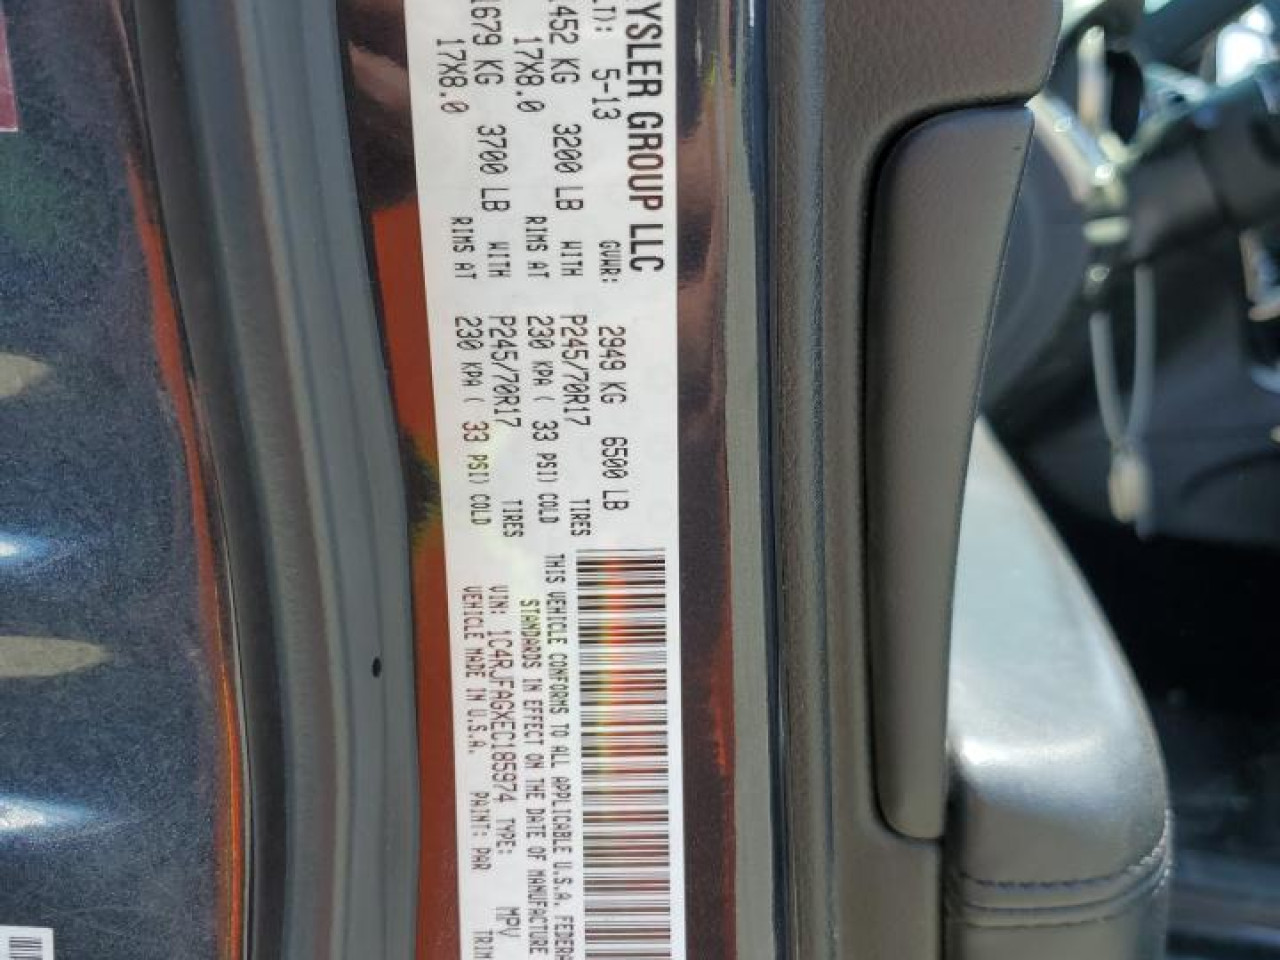 YSLER GROUP LLC
LT): 5-13 GVWR: 2949 KG 6500 LB
452 KG 3200 LB WITH P245/70R17 TIRES
17X8.0 RIMS AT 230 KPA ( 33 PSI) COLD
1679 KG 3700 LB WITH P245/70R17 TIRES
17X8.0 RIMS AT 230 KPA ( 33 PSI) COLD
THIS VEHICLE CONFORMS TO ALL APPLICABLE U.S.A. FEDERA
STANDARDS IN EFFECT ON THE DATE OF MANUFACTURE
VIN: 1C4RJFAGXEC185974 TYPE: MPV
VEHICLE MADE IN U.S.A. PAINT: PAR TRIM